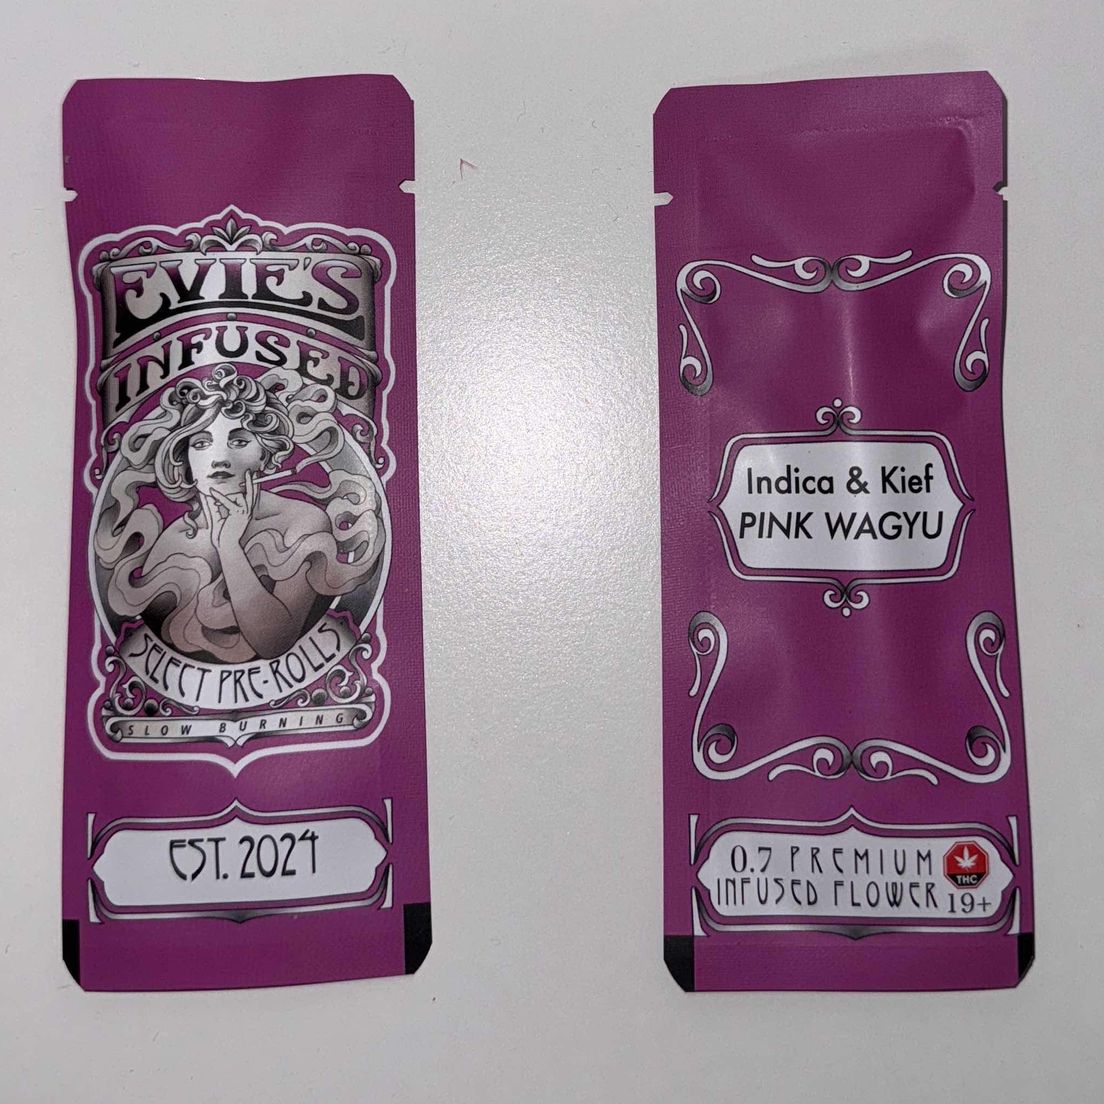 EVIE'S
INFUSED
SELECT PRE-ROLLS
SLOW BURNING
EST. 2024
Indica & Kief
PINK WAGYU
0.7 PREMIUM
INFUSED FLOWER
THC
19+